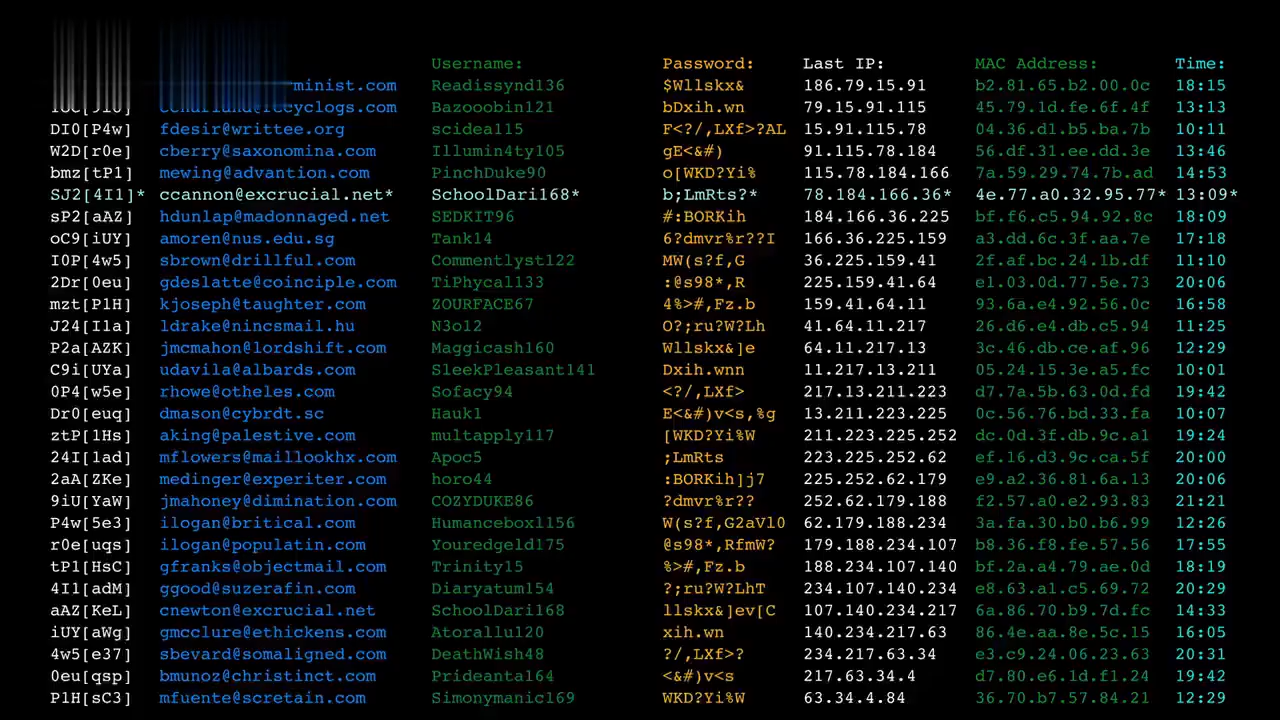 Username: Password: Last IP: MAC Address: Time:
minist.com Readissynd136 $Wllskx& 186.79.15.91 b2.81.65.b2.00.0c 18:15
Bazooobin121 bDxih.wn 79.15.91.115 45.79.1d.fe.6f.4f 13:13
DI0[P4w] fdesir@writtee.org scidea115 F<?/,LXf>?AL 15.91.115.78 04.36.d1.b5.ba.7b 10:11
W2D[r0e] cberry@saxonomina.com Illumin4ty105 gE<&#) 91.115.78.184 56.df.31.ee.dd.3e 13:46
bmz[tP1] mewing@advantion.com PinchDuke90 o[WKD?Yi% 115.78.184.166 7a.59.29.74.7b.ad 14:53
SJ2[4I1]* ccannon@excrucial.net* SchoolDari168* b;LmRts?* 78.184.166.36* 4e.77.a0.32.95.77* 13:09*
sP2[aAZ] hdunlap@madonnaged.net SEDKIT96 #:BORKih 184.166.36.225 bf.f6.c5.94.92.8c 18:09
oC9[iUY] amoren@nus.edu.sg Tank14 6?dmvr%r??I 166.36.225.159 a3.dd.6c.3f.aa.7e 17:18
I0P[4w5] sbrown@drillful.com Commentlyst122 MW(s?f,G 36.225.159.41 2f.af.bc.24.1b.df 11:10
2Dr[0eu] gdeslatte@coinciple.com TiPhycal133 :@s98*,R 225.159.41.64 e1.03.0d.77.5e.73 20:06
mzt[P1H] kjoseph@taughter.com ZOURFACE67 4%>#,Fz.b 159.41.64.11 93.6a.e4.92.56.0c 16:58
J24[I1a] ldrake@nincsmail.hu N3o12 O?;ru?W?Lh 41.64.11.217 26.d6.e4.db.c5.94 11:25
P2a[AZK] jmcmahon@lordshift.com Maggicash160 Wllskx&]e 64.11.217.13 3c.46.db.ce.af.96 12:29
C9i[UYa] udavila@albards.com SleekPleasant141 Dxih.wnn 11.217.13.211 05.24.15.3e.a5.fc 10:01
0P4[w5e] rhowe@otheles.com Sofacy94 <?/,LXf> 217.13.211.223 d7.7a.5b.63.0d.fd 19:42
Dr0[euq] dmason@cybrdt.sc Hauk1 E<&#)v<s,%g 13.211.223.225 0c.56.76.bd.33.fa 10:07
ztP[1Hs] aking@palestive.com multapply117 [WKD?Yi%W 211.223.225.252 dc.0d.3f.db.9c.a1 19:24
24I[1ad] mflowers@maillookhx.com Apoc5 ;LmRts 223.225.252.62 ef.16.d3.9c.ca.5f 20:00
2aA[ZKe] medinger@experiter.com horo44 :BORKih]j7 225.252.62.179 e9.a2.36.81.6a.13 20:06
9iU[YaW] jmahoney@dimination.com COZYDUKE86 ?dmvr%r?? 252.62.179.188 f2.57.a0.e2.93.83 21:21
P4w[5e3] ilogan@britical.com Humanceboxl156 W(s?f,G2aVl0 62.179.188.234 3a.fa.30.b0.b6.99 12:26
r0e[uqs] ilogan@populatin.com Youredgeld175 @s98*,RfmW? 179.188.234.107 b8.36.f8.fe.57.56 17:55
tP1[HsC] gfranks@objectmail.com Trinity15 %>#,Fz.b 188.234.107.140 bf.2a.a4.79.ae.0d 18:19
4I1[adM] ggood@suzerafin.com Diaryatum154 ?;ru?W?LhT 234.107.140.234 e8.63.a1.c5.69.72 20:29
aAZ[KeL] cnewton@excrucial.net SchoolDari168 llskx&]ev[C 107.140.234.217 6a.86.70.b9.7d.fc 14:33
iUY[aWg] gmcclure@ethickens.com Atorallu120 xih.wn 140.234.217.63 86.4e.aa.8e.5c.15 16:05
4w5[e37] sbevard@somaligned.com DeathWish48 ?/,LXf>? 234.217.63.34 e3.c9.24.06.23.63 20:31
0eu[qsp] bmunoz@christinct.com Prideanta164 <&#)v<s 217.63.34.4 d7.80.e6.1d.f1.24 19:42
P1H[sC3] mfuente@scretain.com Simonymanic169 WKD?Yi%W 63.34.4.84 36.70.b7.57.84.21 12:29